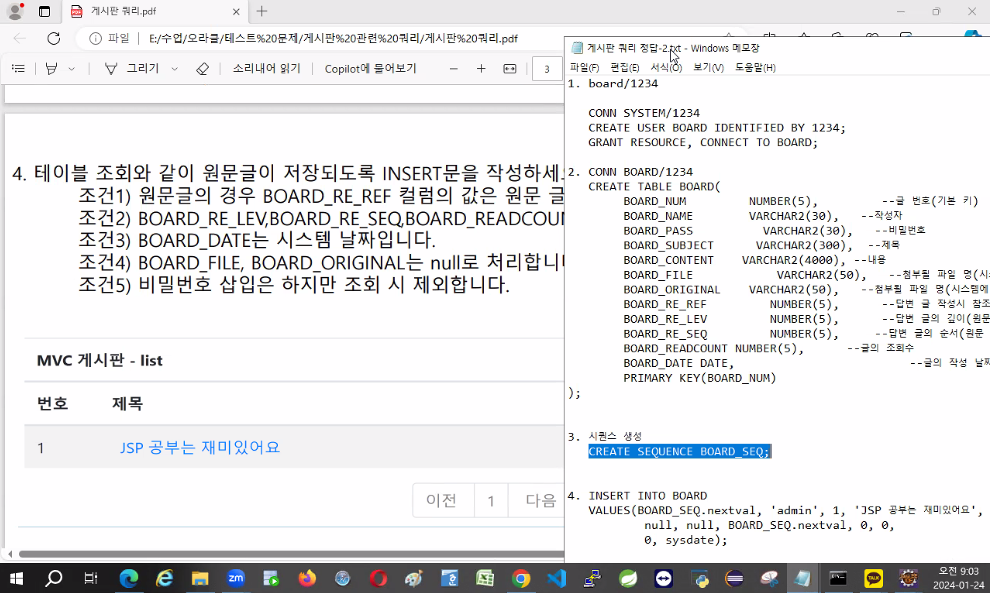 게시판 쿼리.pdf
파일
E:/수업/오라클/테스트%20문제/게시판%20관련%20쿼리/게시판%20쿼리.pdf
그리기
소리내어 읽기
Copilot에 물어보기
3
4. 테이블 조회와 같이 원문글이 저장되도록 INSERT문을 작성하세
조건1) 원문글의 경우 BOARD_RE_REF 컬럼의 값은 원문 글
조건2) BOARD_RE_LEV,BOARD_RE_SEQ,BOARD_READCOUN
조건3) BOARD_DATE는 시스템 날짜입니다.
조건4) BOARD_FILE, BOARD_ORIGINAL는 null로 처리합니
조건5) 비밀번호 삽입은 하지만 조회 시 제외합니다.
MVC 게시판 - list
번호 제목
1 JSP 공부는 재미있어요
이전 1 다음
게시판 쿼리 정답-2.txt - Windows 메모장
파일(F) 편집(E) 서식(O) 보기(V) 도움말(H)
1. board/1234
CONN SYSTEM/1234
CREATE USER BOARD IDENTIFIED BY 1234;
GRANT RESOURCE, CONNECT TO BOARD;
2. CONN BOARD/1234
CREATE TABLE BOARD(
BOARD_NUM NUMBER(5), --글 번호(기본 키)
BOARD_NAME VARCHAR2(30), --작성자
BOARD_PASS VARCHAR2(30), --비밀번호
BOARD_SUBJECT VARCHAR2(300), --제목
BOARD_CONTENT VARCHAR2(4000), --내용
BOARD_FILE VARCHAR2(50), --첨부될 파일 명(시
BOARD_ORIGINAL VARCHAR2(50), --첨부될 파일 명(시스템에
BOARD_RE_REF NUMBER(5), --답변 글 작성시 참조
BOARD_RE_LEV NUMBER(5), --답변 글의 깊이(원문
BOARD_RE_SEQ NUMBER(5), --답변 글의 순서(원문
BOARD_READCOUNT NUMBER(5), --글의 조회수
BOARD_DATE DATE, --글의 작성 날짜
PRIMARY KEY(BOARD_NUM)
);
3. 시퀀스 생성
CREATE SEQUENCE BOARD_SEQ;
4. INSERT INTO BOARD
VALUES(BOARD_SEQ.nextval, 'admin', 1, 'JSP 공부는 재미있어요',
null, null, BOARD_SEQ.nextval, 0, 0,
0, sysdate);
zm
TALK
오전 9:03
2024-01-24